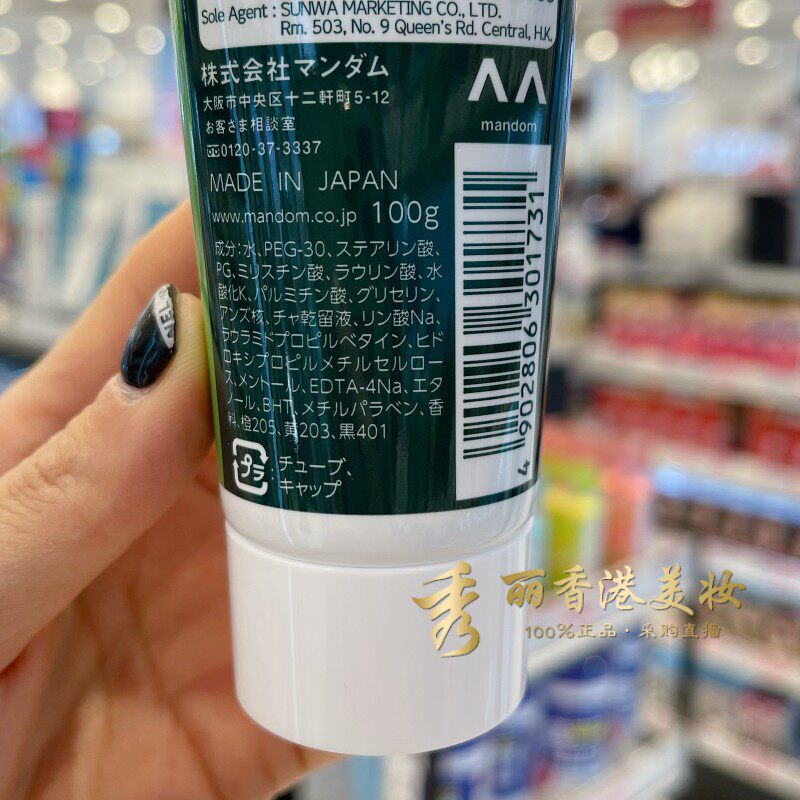 Sole Agent : SUNWA MARKETING CO., LTD.
Rm. 503, No. 9 Queen's Rd. Central, H.K.
株式会社マンダム
大阪市中央区十二軒町5-12
お客さま相談室
0120-37-3337
mandom
MADE IN JAPAN
www.mandom.co.jp 100g
成分:水、PEG-30、ステアリン酸、
PG、ミリスチン酸、ラウリン酸、水
酸化K、パルミチン酸、グリセリン、
アンズ核、チャ乾留液、リン酸Na、
ラウラミドプロピルベタイン、ヒド
ロキシプロピルメチルセルロー
ス、メントール、EDTA-4Na、エタ
ノール、BHT、メチルパラベン、香
料、橙205、黄203、黒401
プラ
チューブ、
キャップ
4902806301731
秀丽香港美妆
100%正品·采购直播